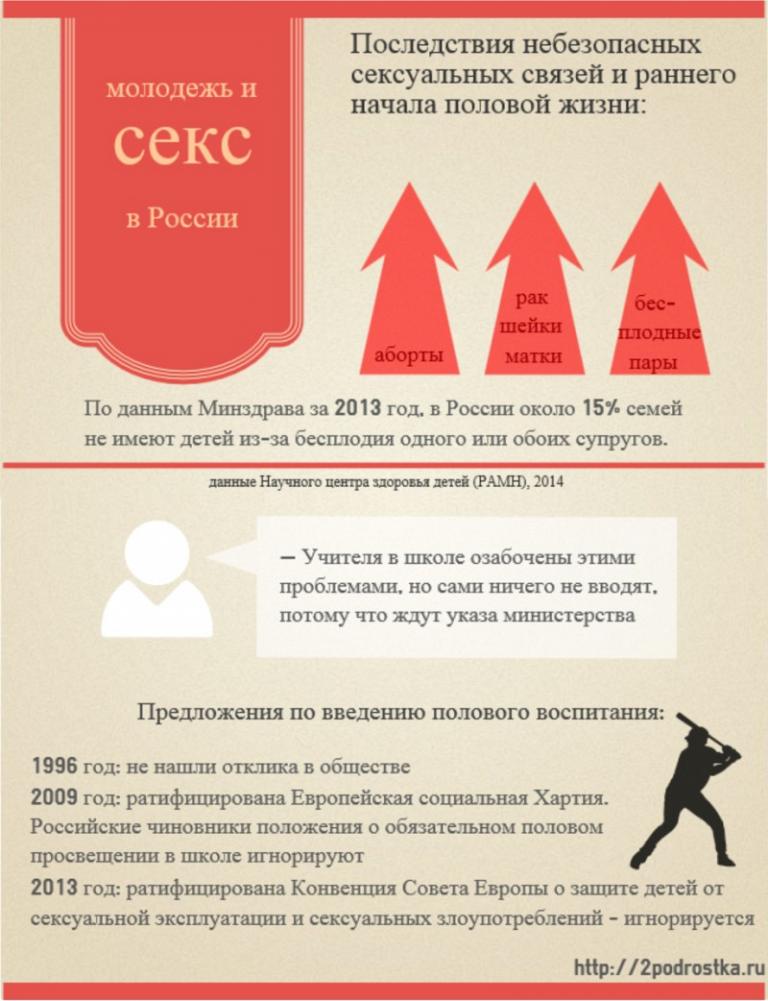 молодежь и
секс
в России
Последствия небезопасных
сексуальных связей и раннего
начала половой жизни:
аборты
рак
шейки
матки
бес-
плодные
пары
По данным Минздрава за 2013 год, в России около 15% семей
не имеют детей из-за бесплодия одного или обоих супругов.
данные Научного центра здоровья детей (РАМН), 2014
— Учителя в школе озабочены этими
проблемами, но сами ничего не вводят,
потому что ждут указа министерства
Предложения по введению полового воспитания:
1996 год: не нашли отклика в обществе
2009 год: ратифицирована Европейская социальная Хартия.
Российские чиновники положения о обязательном половом
просвещении в школе игнорируют
2013 год: ратифицирована Конвенция Совета Европы о защите детей от
сексуальной эксплуатации и сексуальных злоупотреблений - игнорируется
http://2podrostka.ru